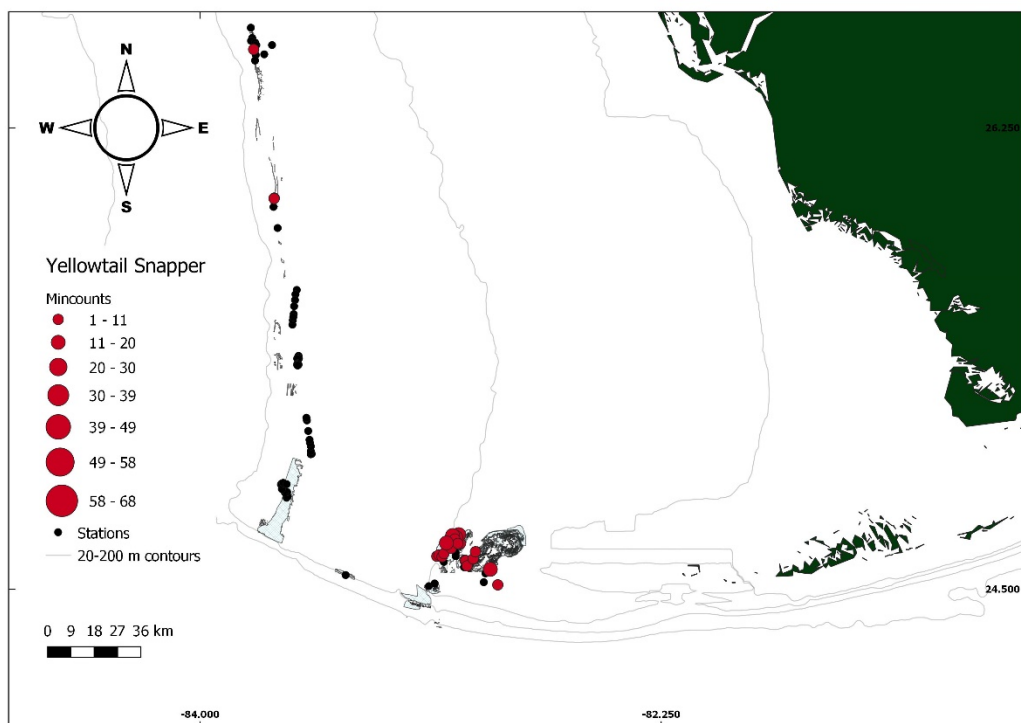 N
W
E
S
26.250
Yellowtail Snapper
Mincounts
1 - 11
11 - 20
20 - 30
30 - 39
39 - 49
49 - 58
58 - 68
Stations
20-200 m contours
24.500
0 9 18 27 36 km
-84.000
-82.250